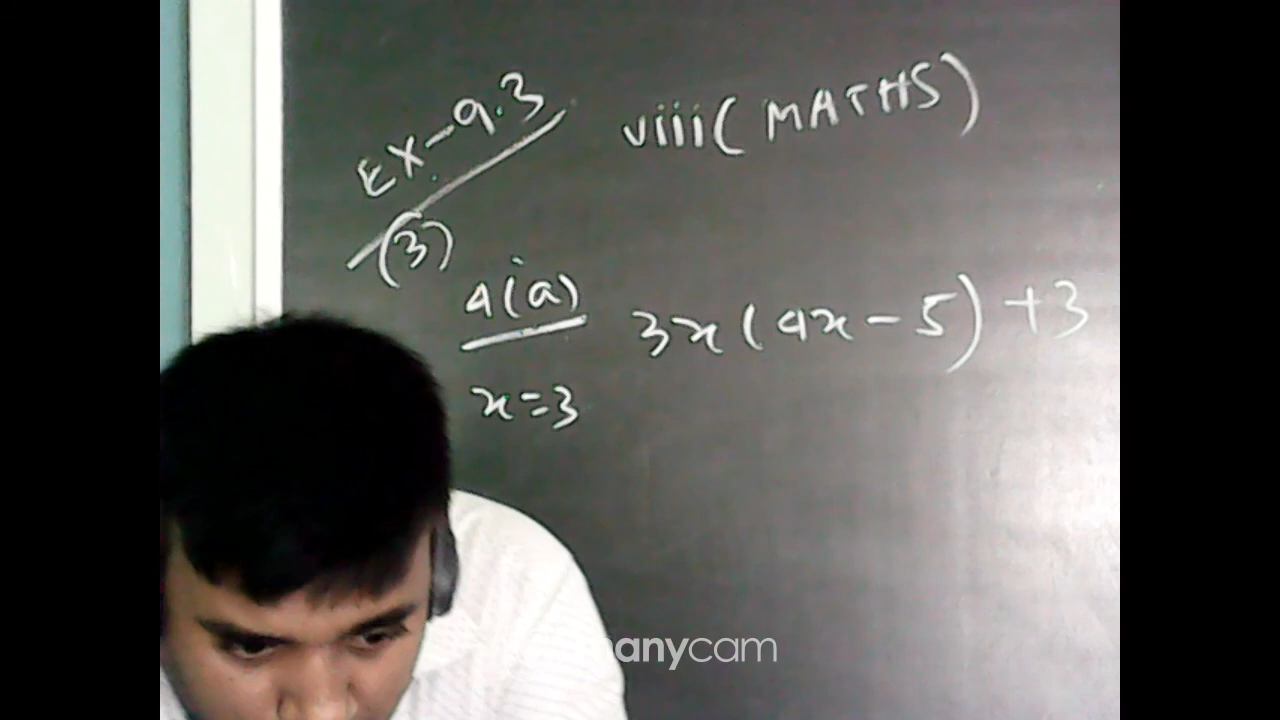 EX-9.3
viii( MATHS)
(3)
4(a) 3x(4x-5)+3
x=3
manycam